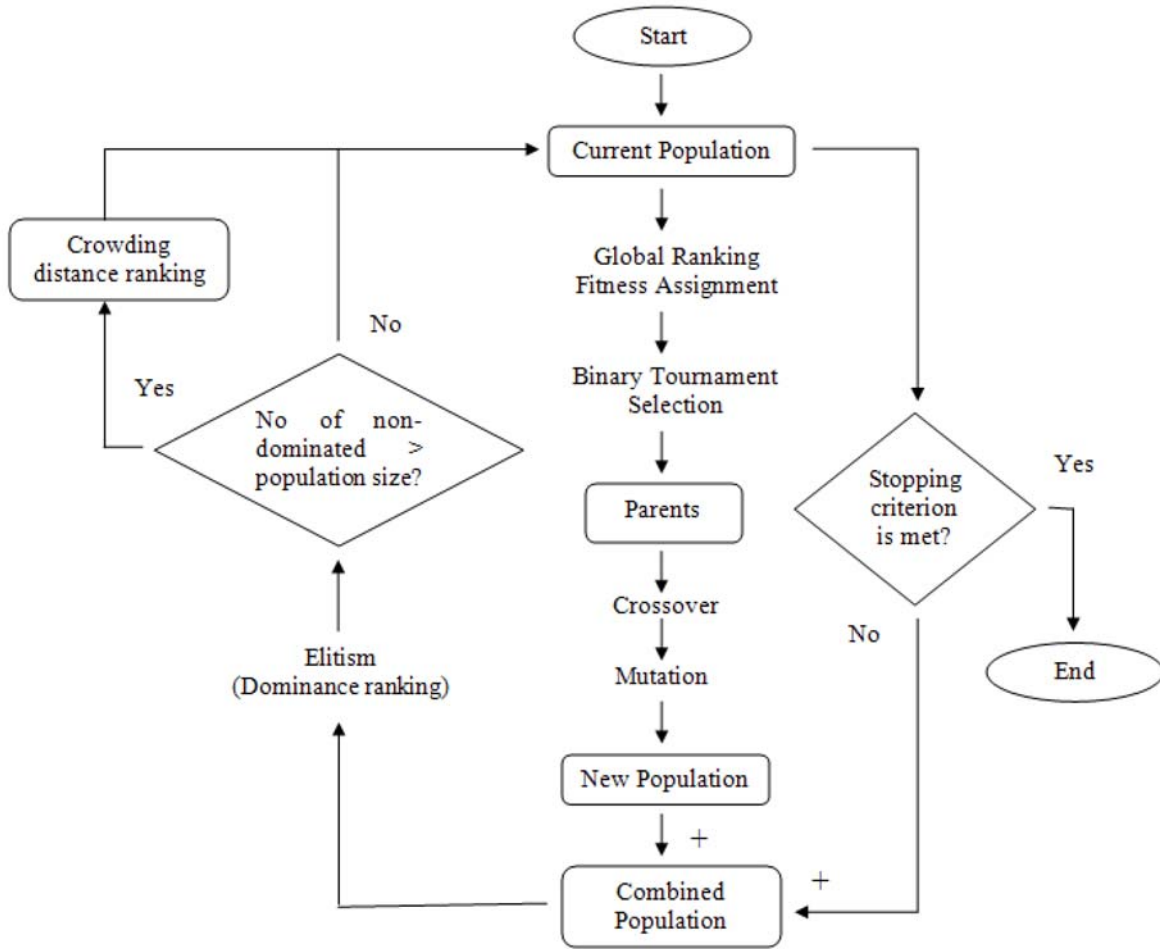 Start
Current Population
Crowding
distance ranking
Global Ranking
Fitness Assignment
No
Yes
Binary Tournament
Selection
No of non-
dominated >
population size?
Yes
Stopping
criterion
is met?
Parents
Crossover
No
Elitism
(Dominance ranking)
Mutation
End
New Population
+
+
Combined
Population